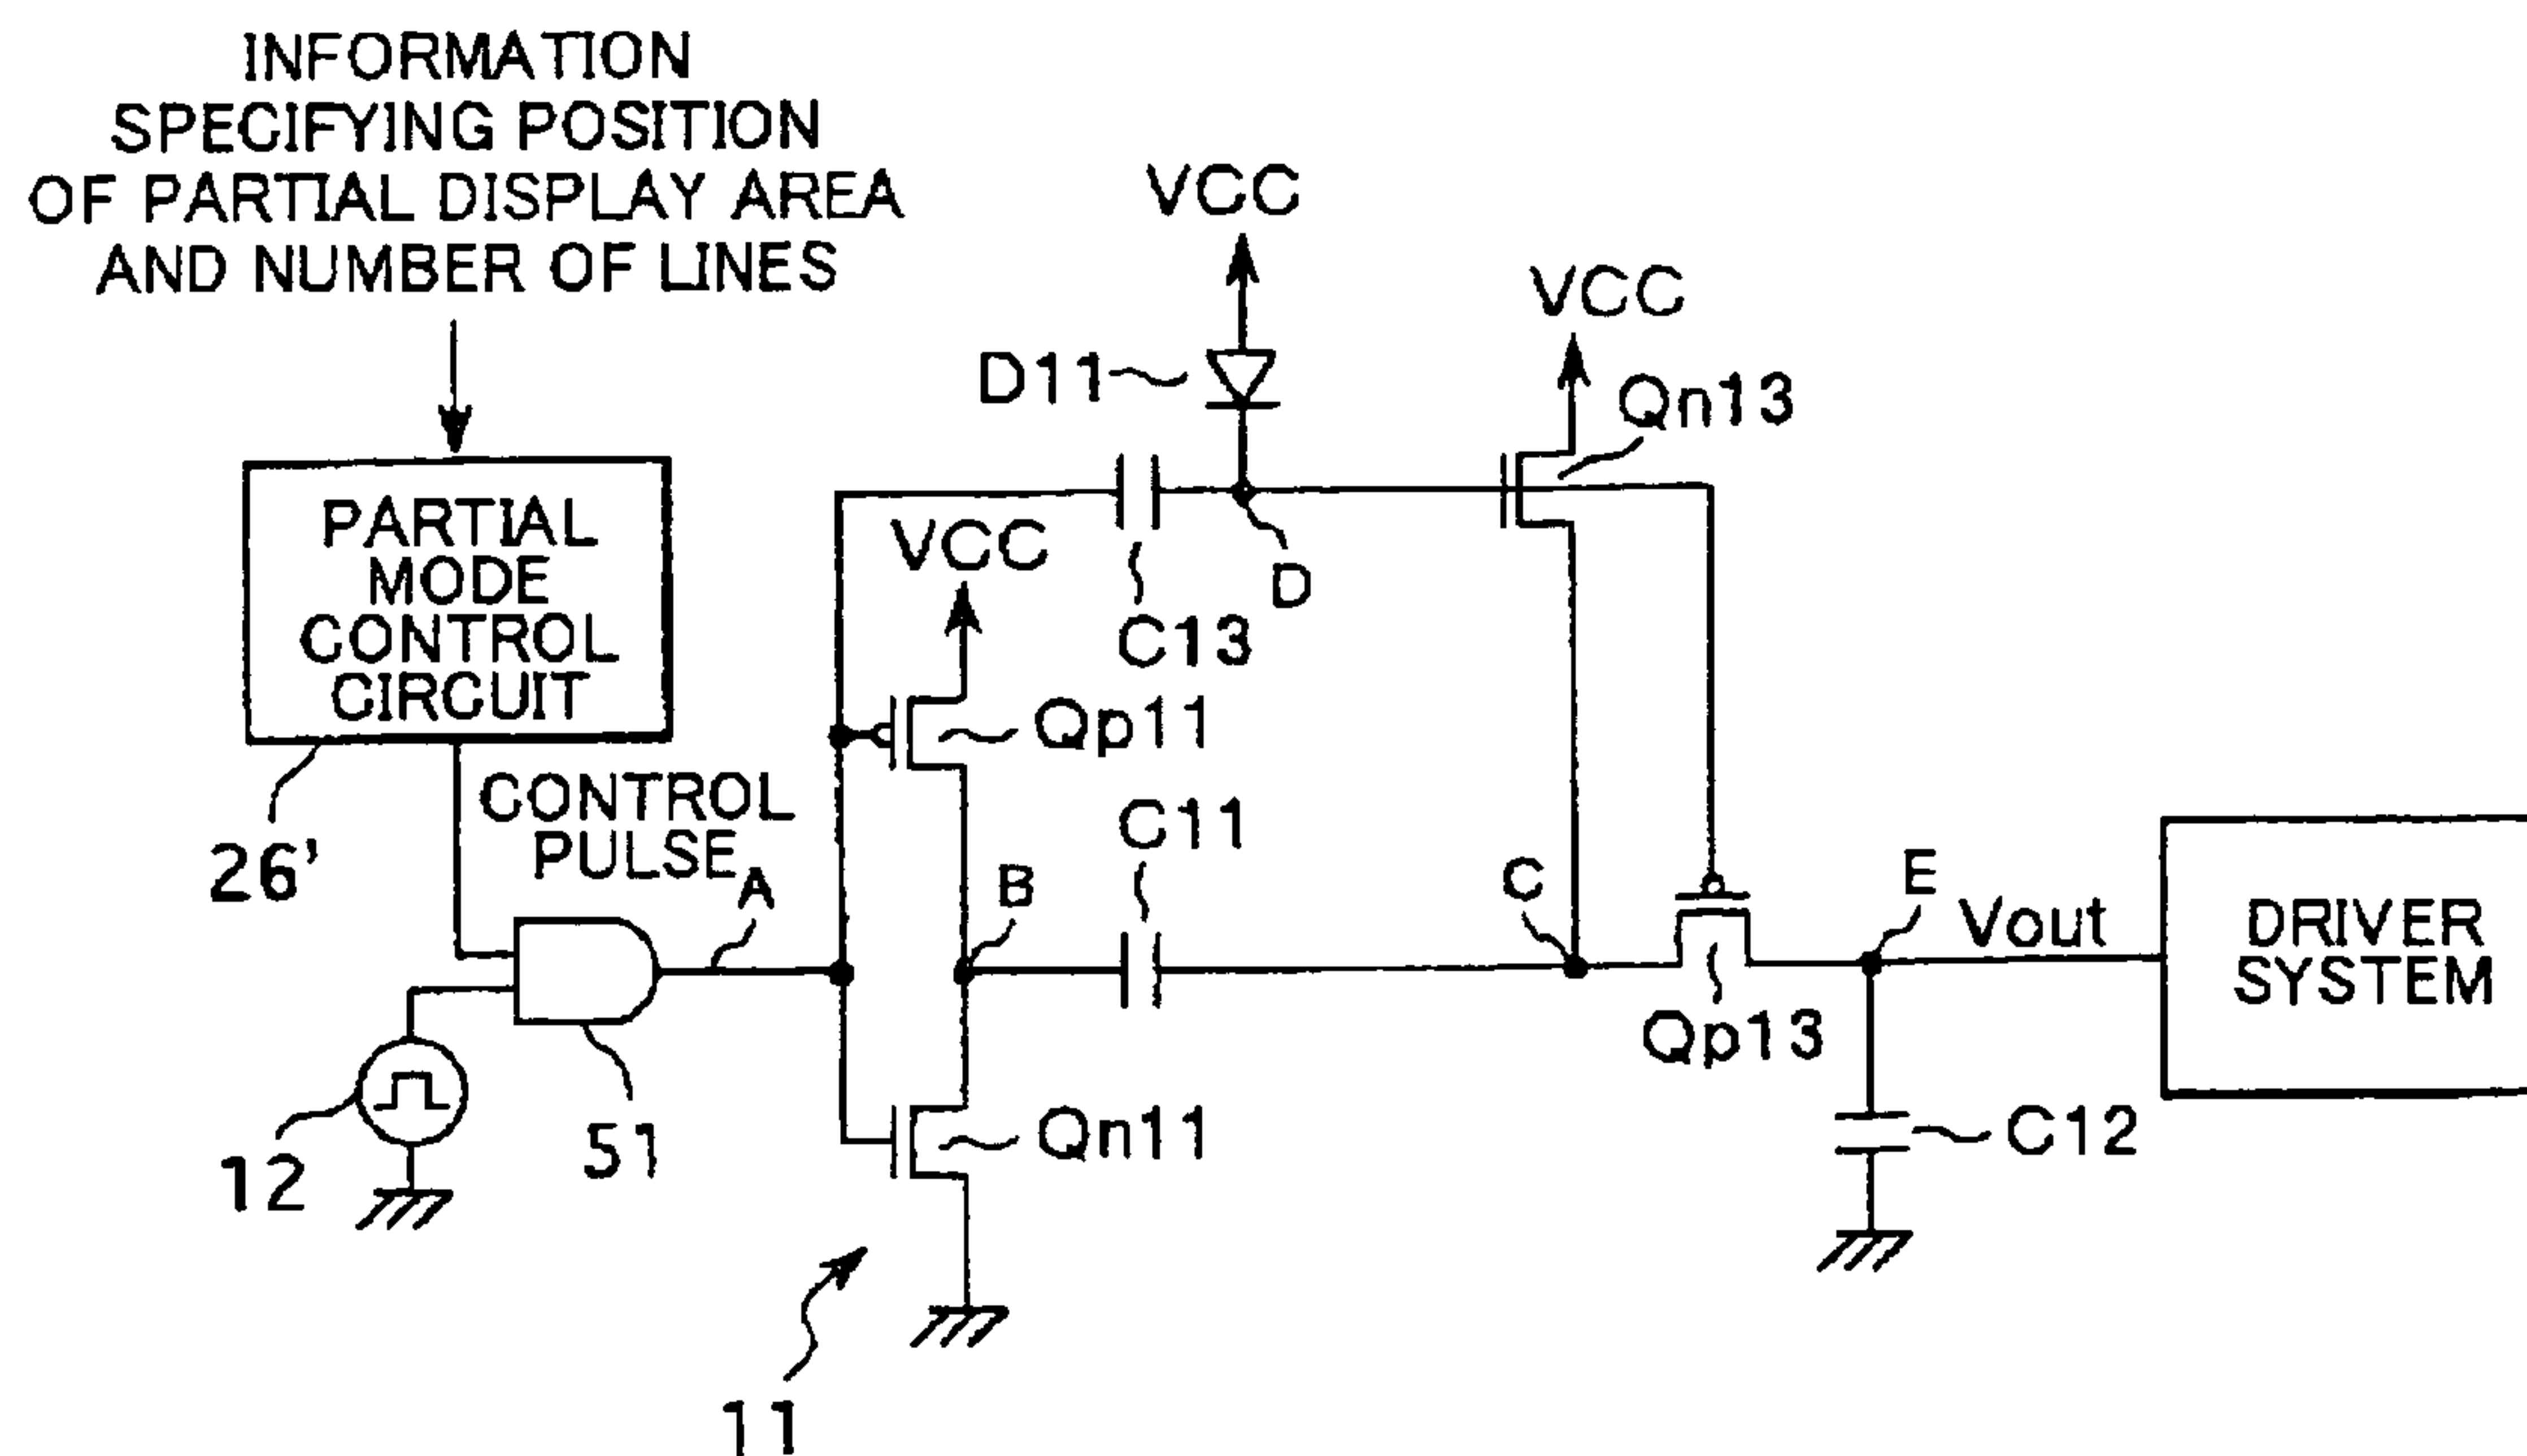 INFORMATION
SPECIFYING POSITION
OF PARTIAL DISPLAY AREA
AND NUMBER OF LINES
VCC
VCC
D11
Qn13
PARTIAL
MODE
CONTROL
CIRCUIT
VCC
D
C13
Qp11
CONTROL
PULSE
26'
A
B
C11
C
E
Vout
DRIVER
SYSTEM
Qp13
12
51
Qn11
C12
11